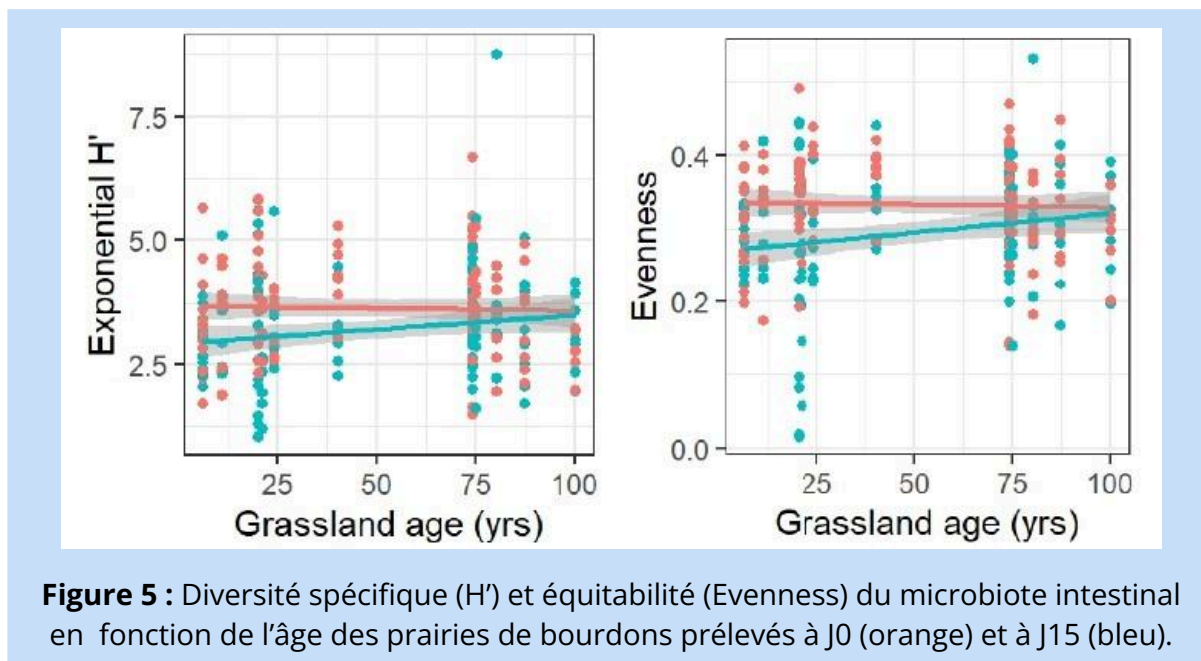 Exponential H'
7.5
5.0
2.5
25 50 75 100
Grassland age (yrs)
Evenness
0.4
0.2
0.0
25 50 75 100
Grassland age (yrs)
Figure 5 : Diversité spécifique (H’) et équitabilité (Evenness) du microbiote intestinal
en fonction de l’âge des prairies de bourdons prélevés à J0 (orange) et à J15 (bleu).